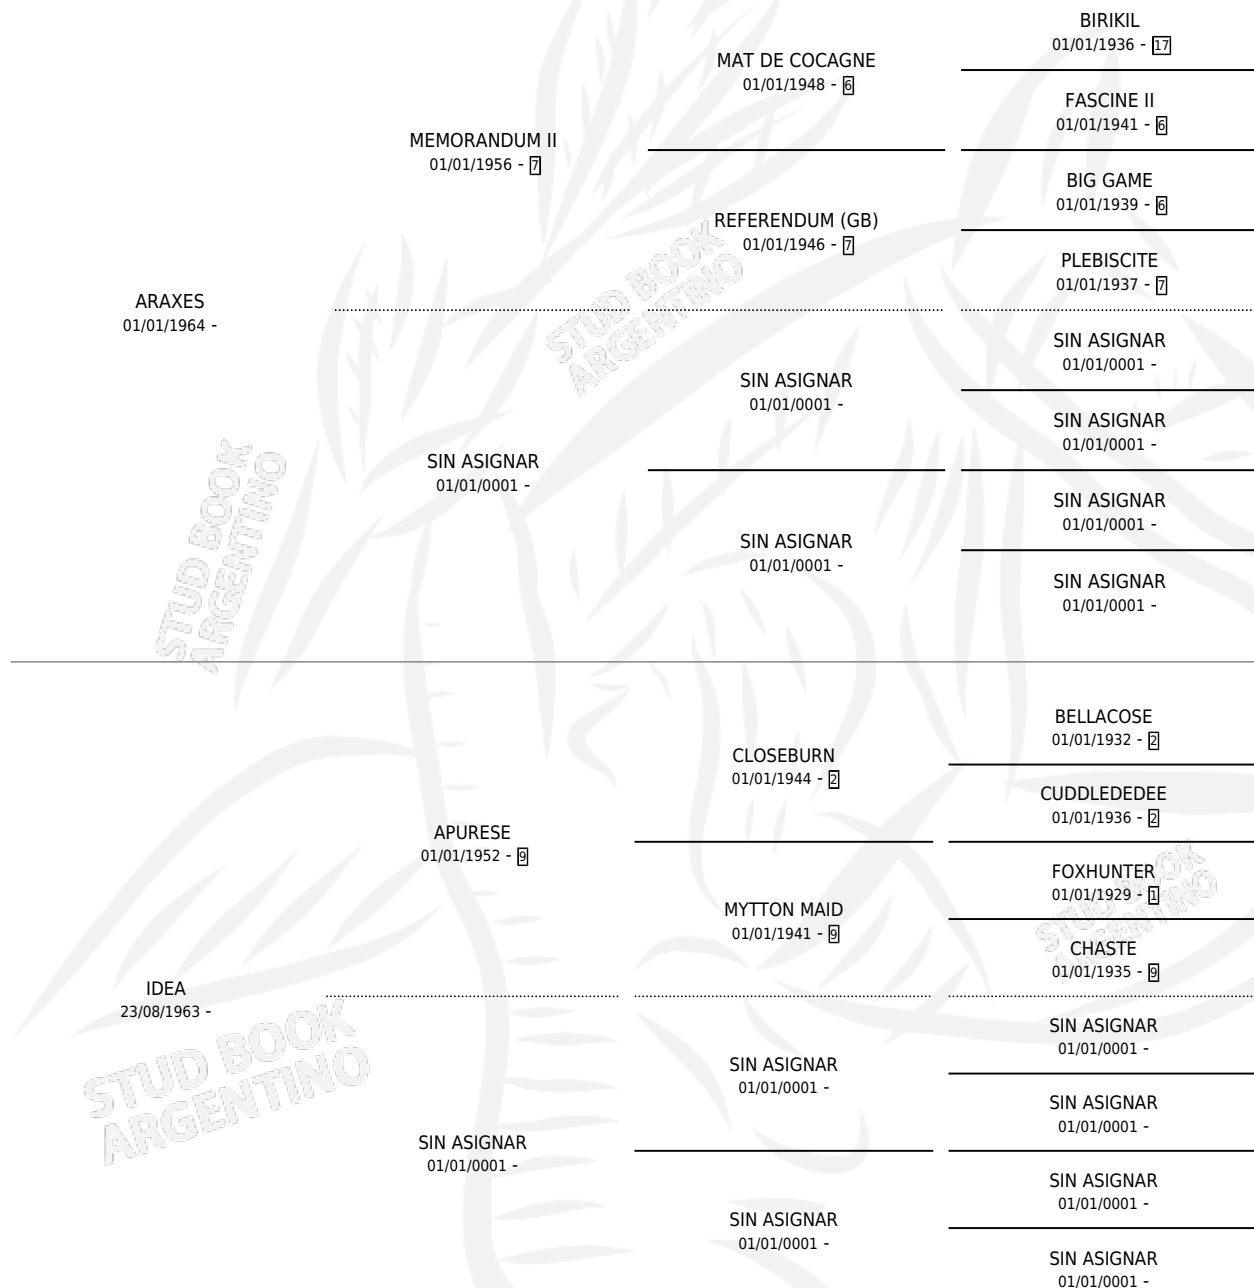 BIRIKIL
01/01/1936 - 17
MAT DE COCAGNE
01/01/1948 - 6
FASCINE II
01/01/1941 - 6
MEMORANDUM II
01/01/1956 - 7
BIG GAME
01/01/1939 - 6
REFERENDUM (GB)
01/01/1946 - 7
PLEBISCITE
01/01/1937 - 7
ARAXES
01/01/1964 -
STUD BOOK
ARGENTINO
SIN ASIGNAR
01/01/0001 -
SIN ASIGNAR
01/01/0001 -
SIN ASIGNAR
01/01/0001 -
SIN ASIGNAR
01/01/0001 -
SIN ASIGNAR
01/01/0001 -
SIN ASIGNAR
01/01/0001 -
SIN ASIGNAR
01/01/0001 -
STUD BOOK
ARGENTINO
BELLACOSE
01/01/1932 - 2
CLOSEBURN
01/01/1944 - 2
CUDDLEDEDEE
01/01/1936 - 2
APURESE
01/01/1952 - 9
FOXHUNTER
01/01/1929 - 1
MYTTON MAID
01/01/1941 - 9
STUD BOOK
ARGENTINO
CHASTE
01/01/1935 - 9
IDEA
23/08/1963 -
STUD BOOK
ARGENTINO
SIN ASIGNAR
01/01/0001 -
SIN ASIGNAR
01/01/0001 -
SIN ASIGNAR
01/01/0001 -
SIN ASIGNAR
01/01/0001 -
SIN ASIGNAR
01/01/0001 -
SIN ASIGNAR
01/01/0001 -
SIN ASIGNAR
01/01/0001 -